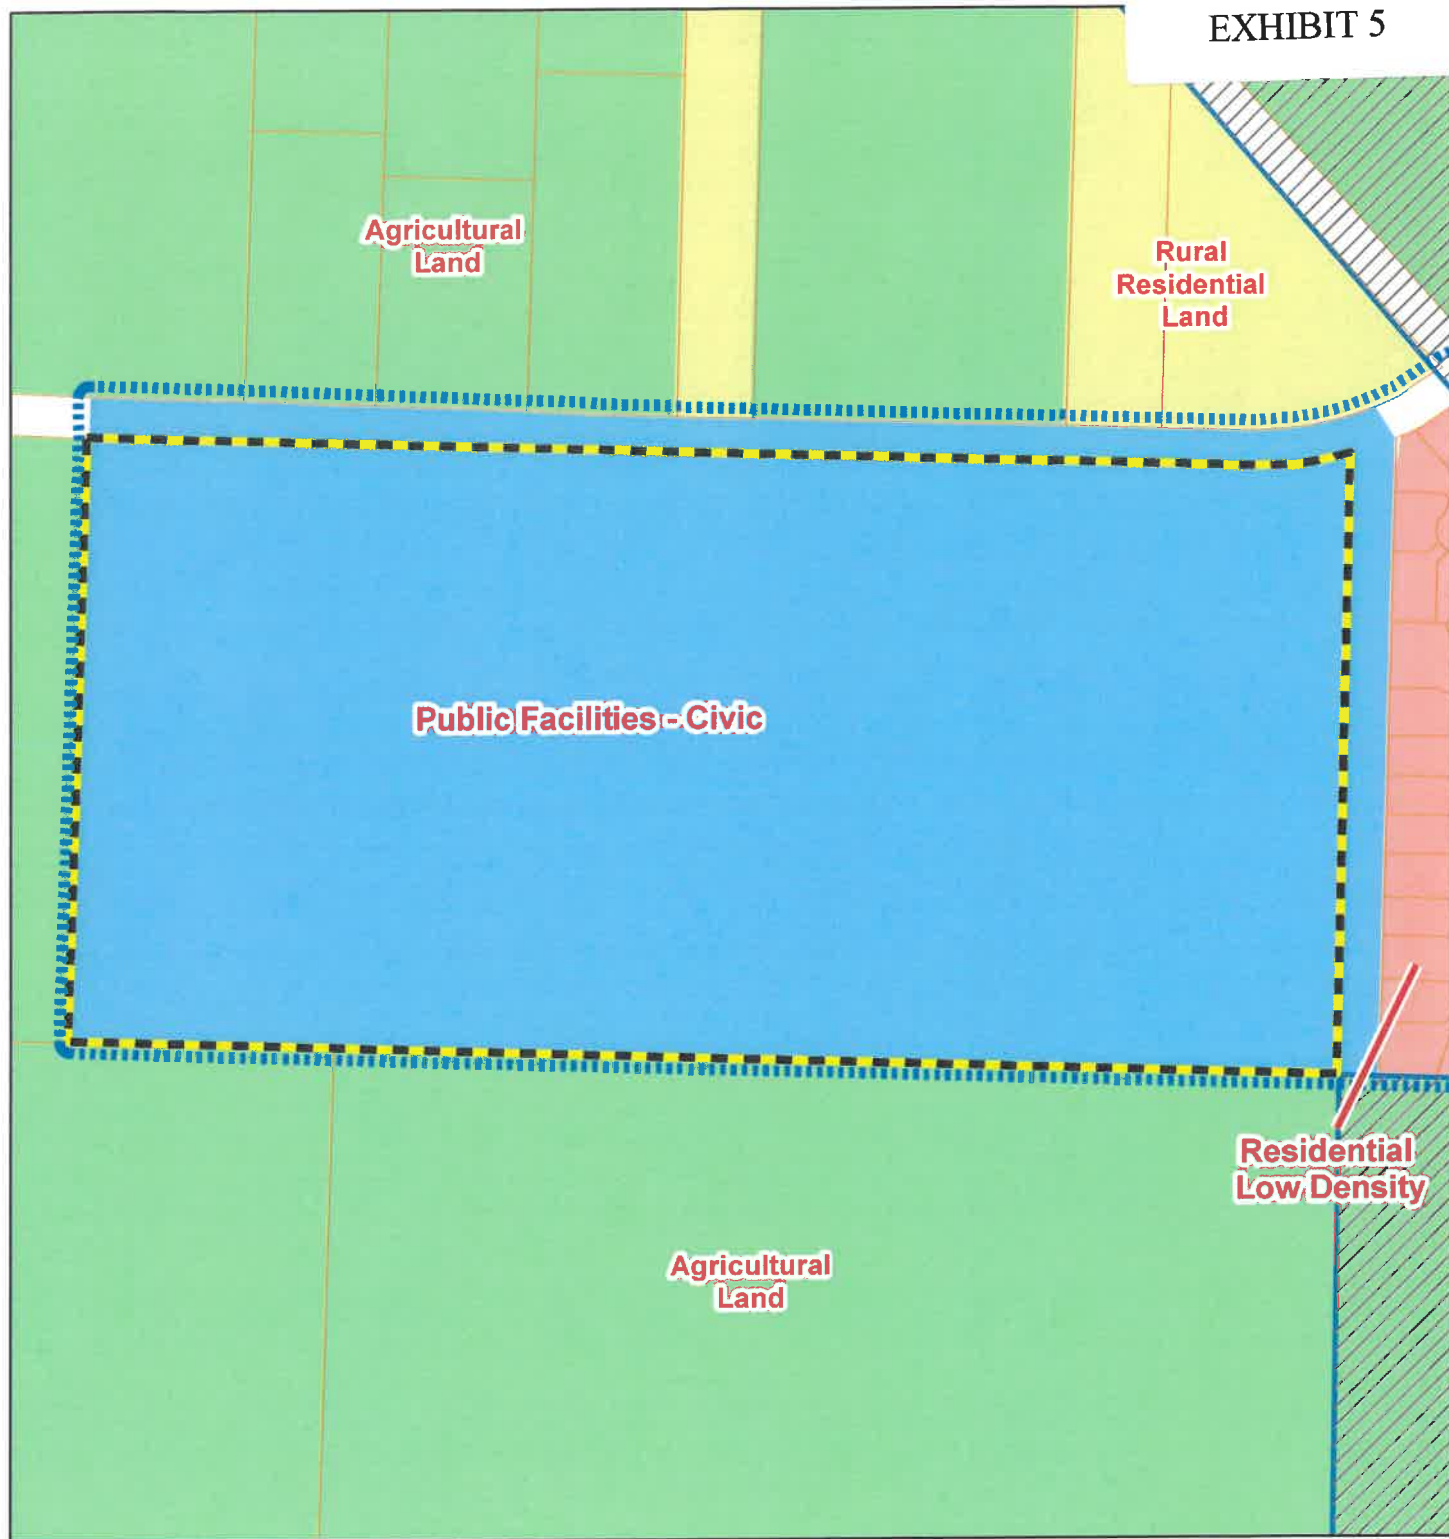 EXHIBIT 5
Agricultural
Land
Rural
Residential
Land
Public Facilities - Civic
Residential
Low Density
Agricultural
Land